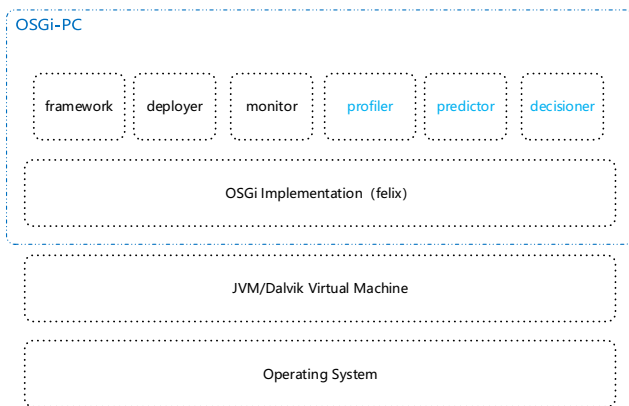 OSGi-PC
framework deployer monitor profiler predictor decisioner
OSGi Implementation（felix）
JVM/Dalvik Virtual Machine
Operating System